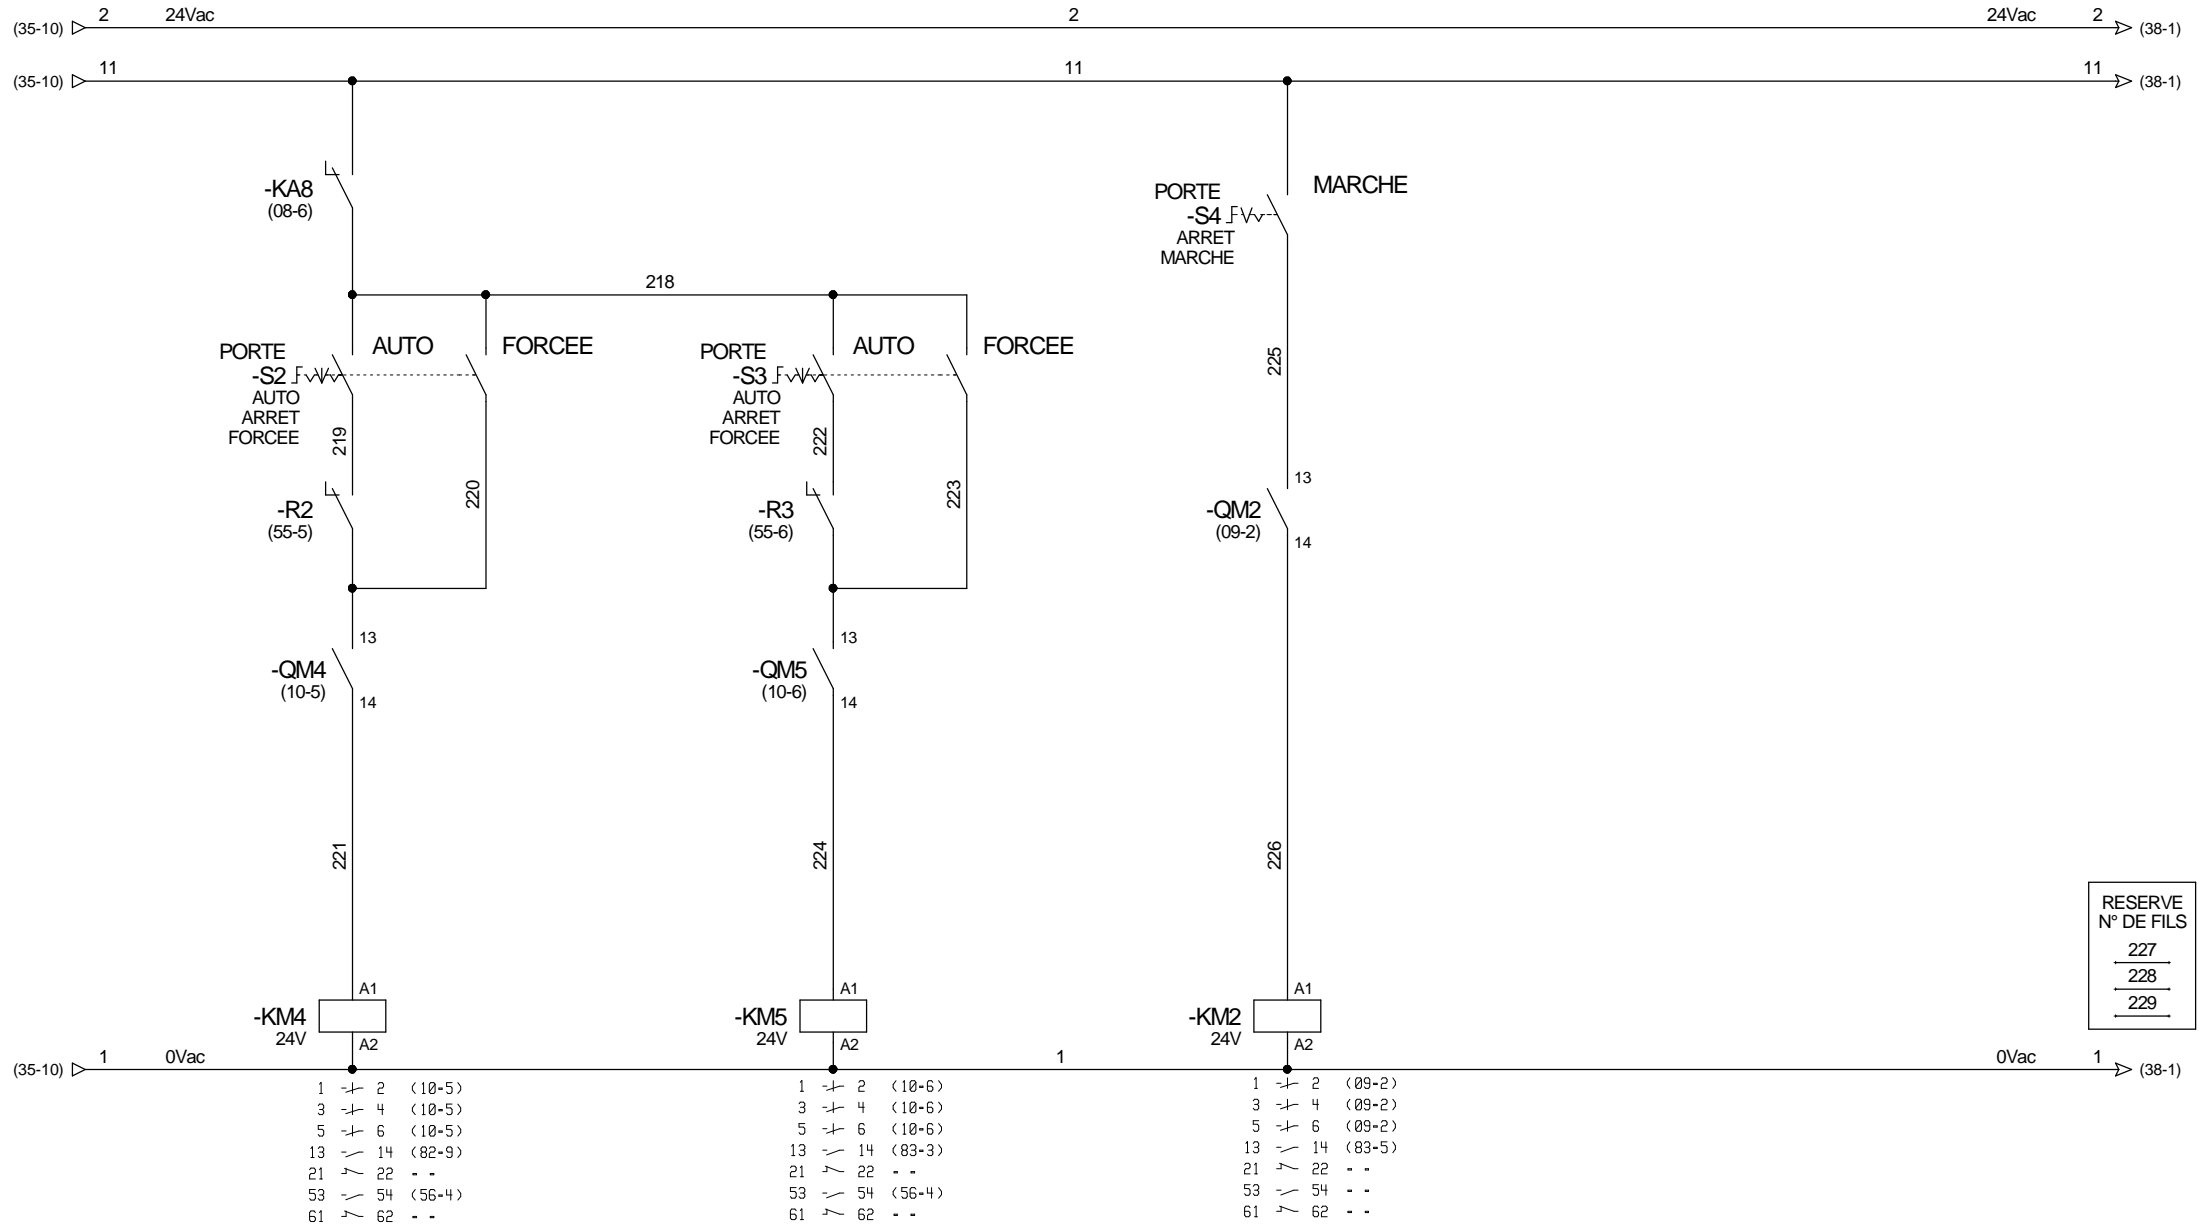 2 24Vac 2 24Vac 2
(35-10) (38-1)
11 11 11
(35-10) (38-1)
-KA8
(08-6)
PORTE MARCHE
-S4
ARRET
MARCHE
218
PORTE AUTO FORCEE
-S2
AUTO
ARRET
FORCEE
219
220
PORTE AUTO FORCEE
-S3
AUTO
ARRET
FORCEE
222
223
225
-R2
(55-5)
-R3
(55-6)
13
-QM2
(09-2)
14
13
-QM4
(10-5)
14
13
-QM5
(10-6)
14
221
224
226
RESERVE
N° DE FILS
227
228
229
A1
-KM4
24V
A2
A1
-KM5
24V
A2
A1
-KM2
24V
A2
1 0Vac 1 0Vac 1
(35-10) (38-1)
1 2 (10-5)
3 4 (10-5)
5 6 (10-5)
13 14 (82-9)
21 22 - -
53 54 (56-4)
61 62 - -
1 2 (10-6)
3 4 (10-6)
5 6 (10-6)
13 14 (83-3)
21 22 - -
53 54 (56-4)
61 62 - -
1 2 (09-2)
3 4 (09-2)
5 6 (09-2)
13 14 (83-5)
21 22 - -
53 54 - -
61 62 - -